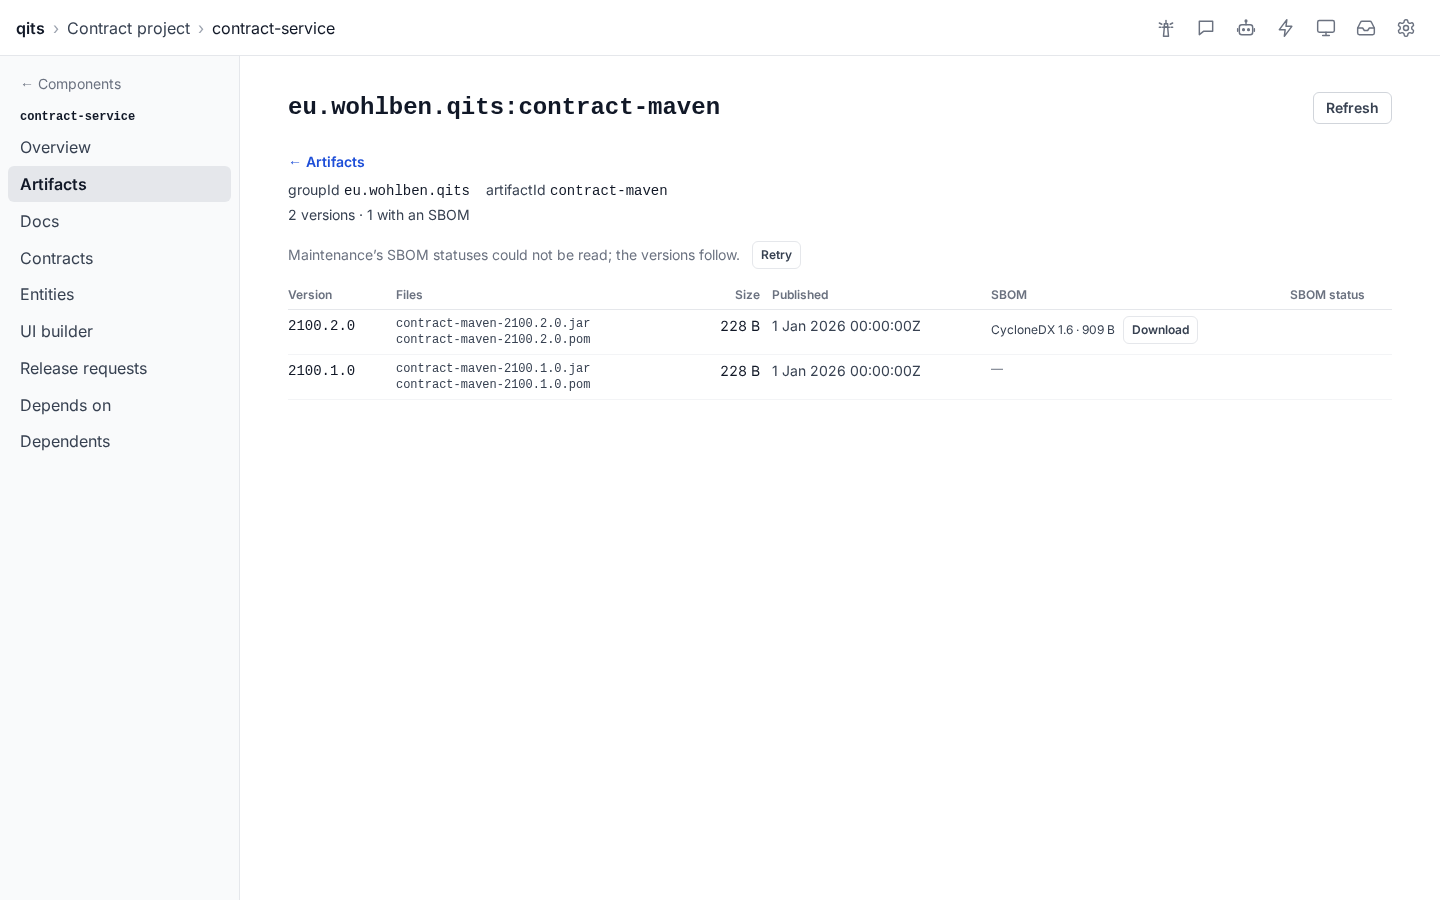 qits › Contract project › contract-service
← Components
contract-service
Overview
Artifacts
Docs
Contracts
Entities
UI builder
Release requests
Depends on
Dependents
eu.wohlben.qits:contract-maven
Refresh
← Artifacts
groupId eu.wohlben.qits artifactId contract-maven
2 versions · 1 with an SBOM
Maintenance’s SBOM statuses could not be read; the versions follow. Retry
Version Files Size Published SBOM SBOM status
2100.2.0 contract-maven-2100.2.0.jar 228 B 1 Jan 2026 00:00:00Z CycloneDX 1.6 · 909 B Download
contract-maven-2100.2.0.pom
2100.1.0 contract-maven-2100.1.0.jar 228 B 1 Jan 2026 00:00:00Z —
contract-maven-2100.1.0.pom